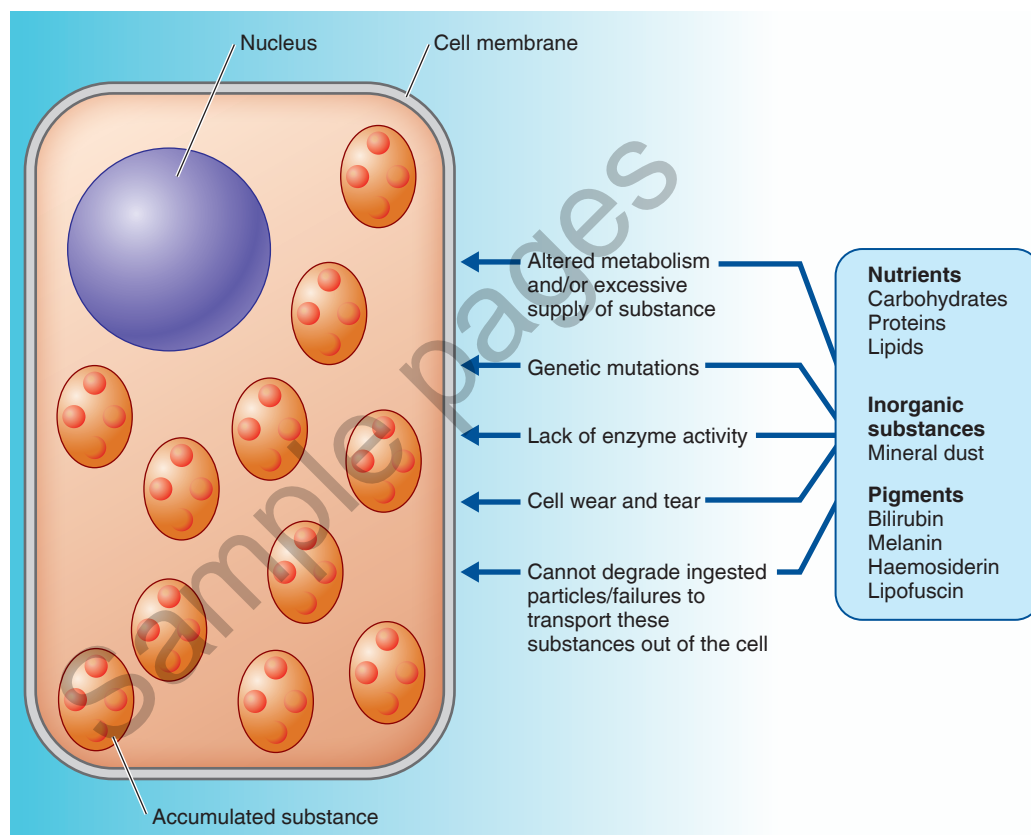 Nucleus
Cell membrane
Altered metabolism
and/or excessive
supply of substance
Genetic mutations
Lack of enzyme activity
Cell wear and tear
Cannot degrade ingested
particles/failures to
transport these
substances out of the cell
Nutrients
Carbohydrates
Proteins
Lipids
Inorganic
substances
Mineral dust
Pigments
Bilirubin
Melanin
Haemosiderin
Lipofuscin
Accumulated substance
Sample pages